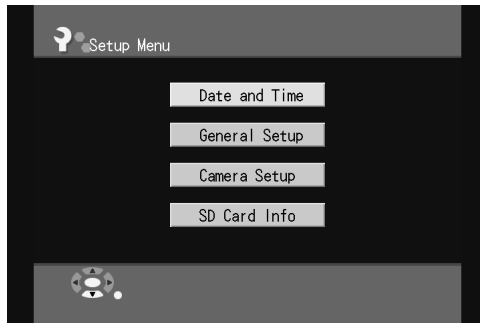 Setup Menu
Date and Time
General Setup
Camera Setup
SD Card Info